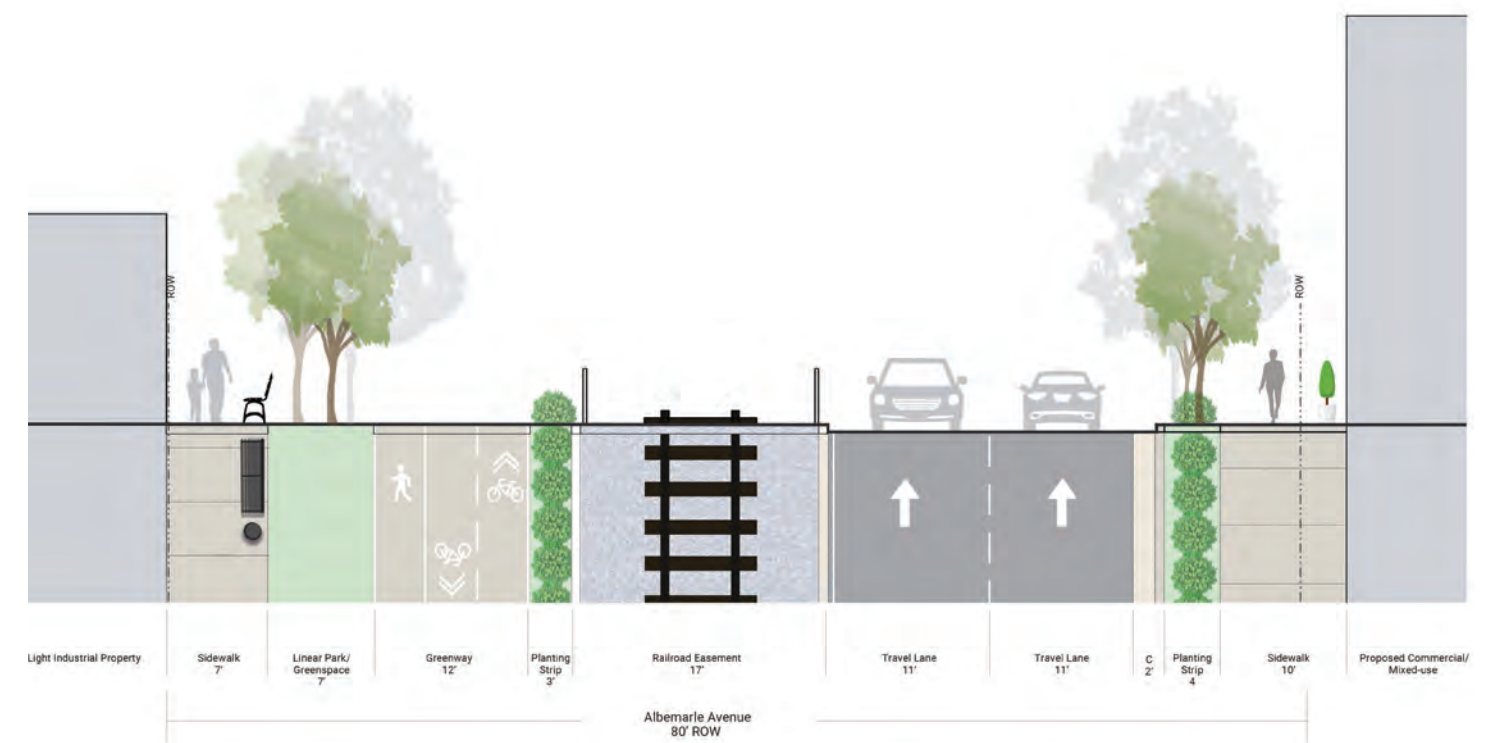 ROW
ROW
Light Industrial Property
Sidewalk
7'
Linear Park/
Greenspace
7'
Greenway
12'
Planting
Strip
3'
Railroad Easement
17'
Travel Lane
11'
Travel Lane
11'
C
2'
Planting
Strip
4
Sidewalk
10'
Proposed Commercial/
Mixed-use
Albemarle Avenue
80' ROW